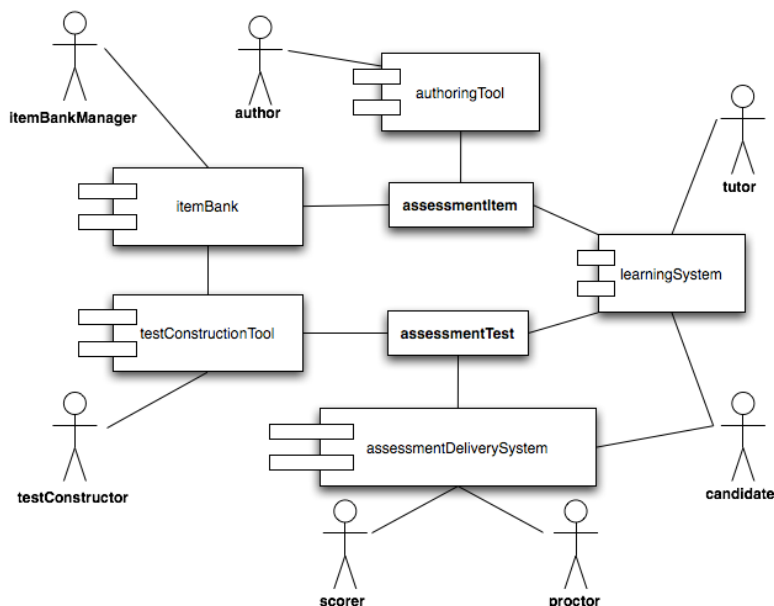 author
itemBankManager
authoringTool
tutor
itemBank
assessmentItem
learningSystem
testConstructionTool
assessmentTest
assessmentDeliverySystem
testConstructor
candidate
scorer
proctor